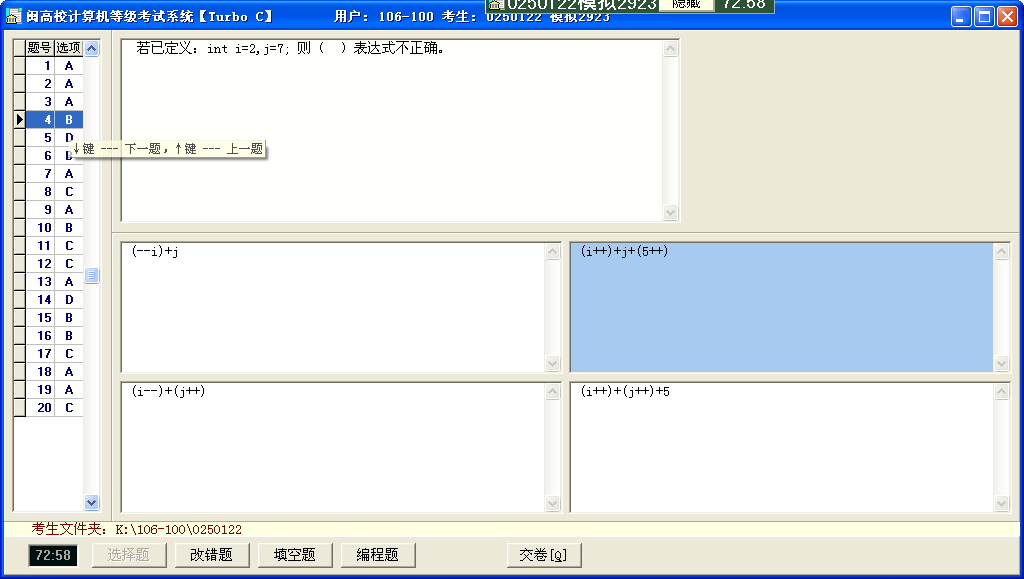 闽高校计算机等级考试系统【Turbo C】 用户: 106-100 考生: 0250122 模拟2923
0250122模拟2923 隐藏 72:58
题号 选项
1 A
2 A
3 A
4 B
5 D
6
7 A
8 C
9 A
10 B
11 C
12 C
13 A
14 D
15 B
16 B
17 C
18 A
19 A
20 C
↓键 --- 下一题,↑键 --- 上一题
若已定义: int i=2,j=7; 则 ( ) 表达式不正确。
(--i)+j
(i++)+j+(5++)
(i--)+(j++)
(i++)+(j++)+5
考生文件夹: K:\106-100\0250122
72:58 选择题 改错题 填空题 编程题 交卷[Q]